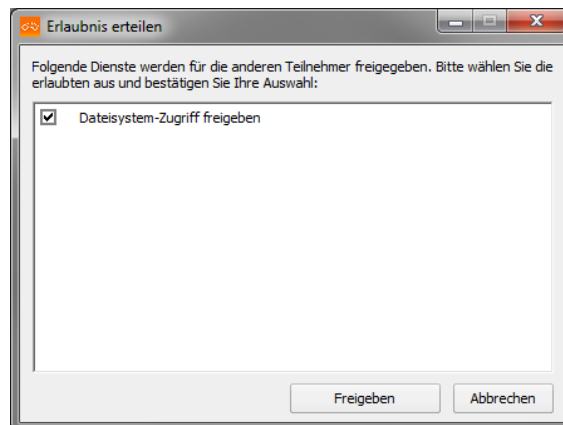 Erlaubnis erteilen
Folgende Dienste werden für die anderen Teilnehmer freigegeben. Bitte wählen Sie die
erlaubten aus und bestätigen Sie Ihre Auswahl:
Dateisystem-Zugriff freigeben
Freigeben Abbrechen